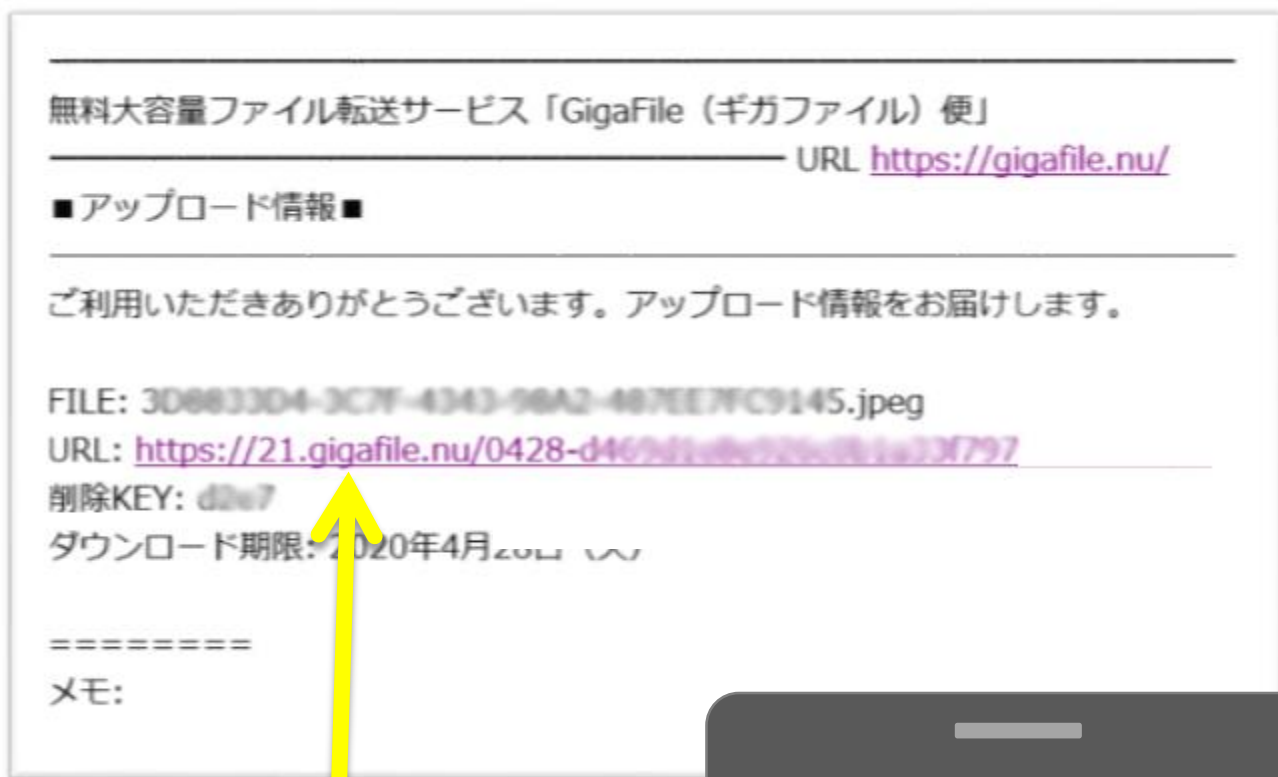 無料大容量ファイル転送サービス「GigaFile（ギガファイル）便」
URL https://gigafile.nu/
■アップロード情報■
ご利用いただきありがとうございます。アップロード情報をお届けします。
FILE: 5.jpeg
URL: https://21.gigafile.nu/0428-
削除KEY:
ダウンロード期限: 2020年4月
========
メモ: